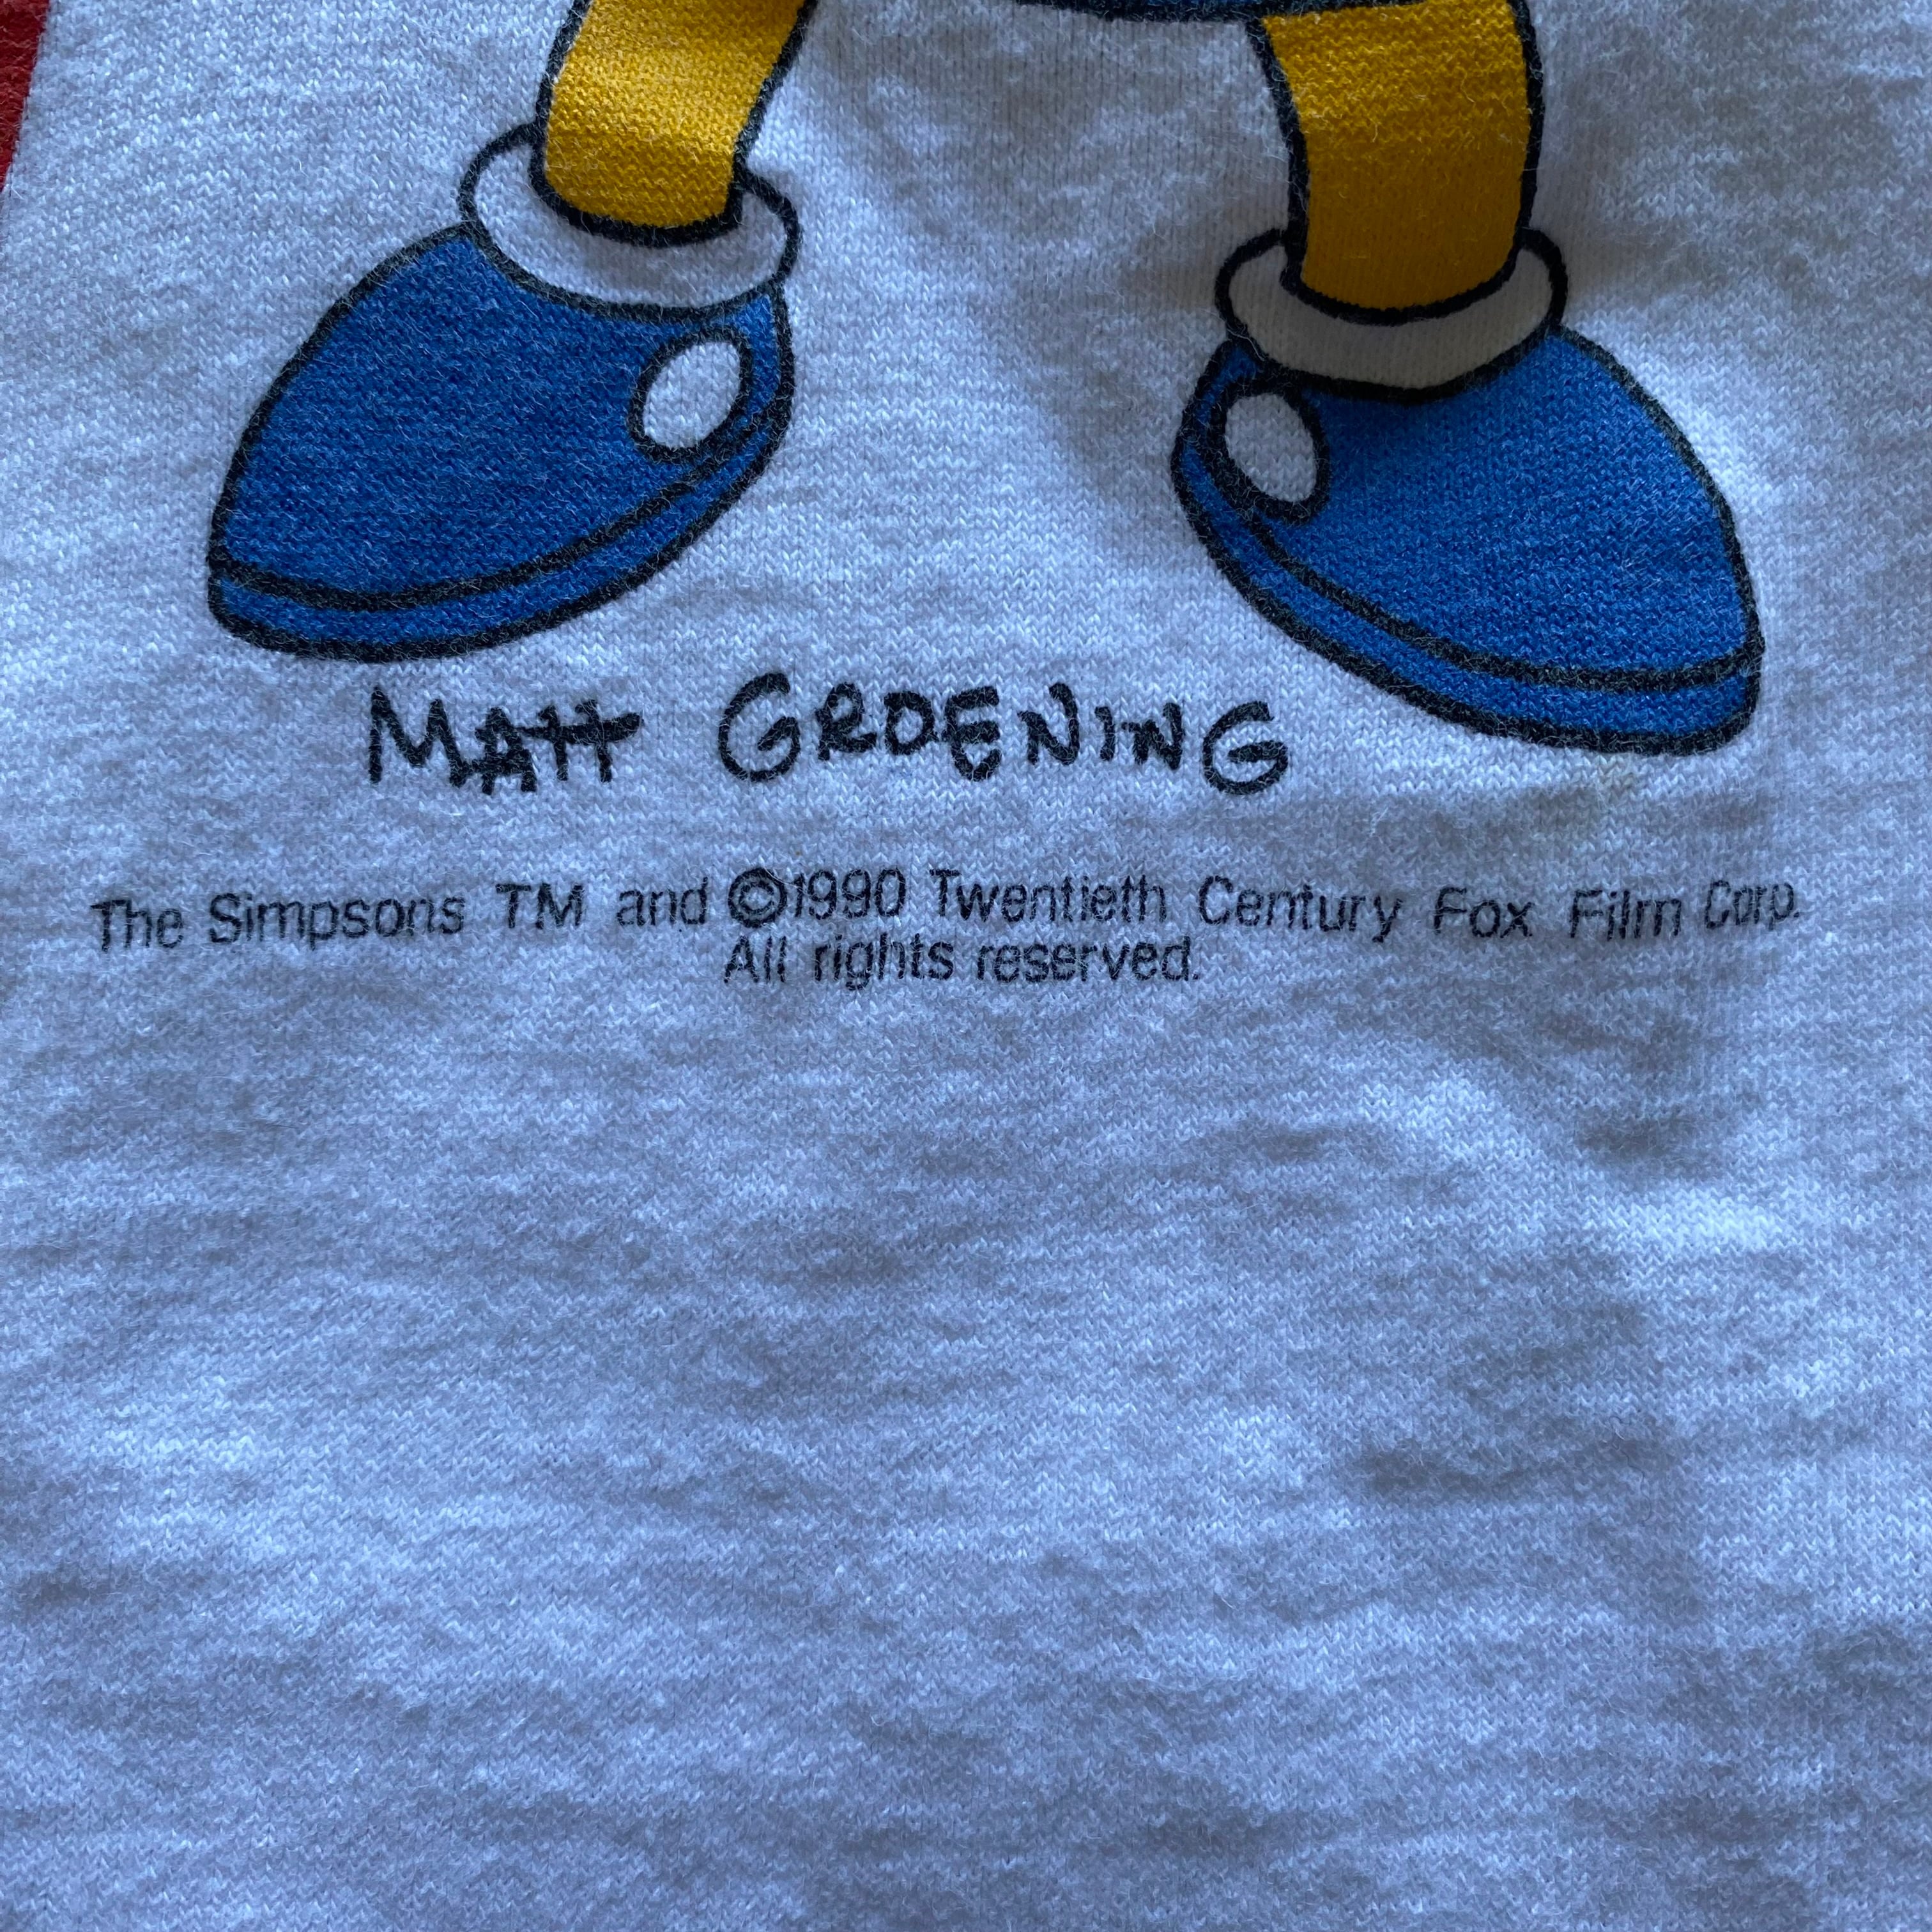 MATT GROENING
The Simpsons TM and ©1990 Twentieth Century Fox Film Corp.
All rights reserved.